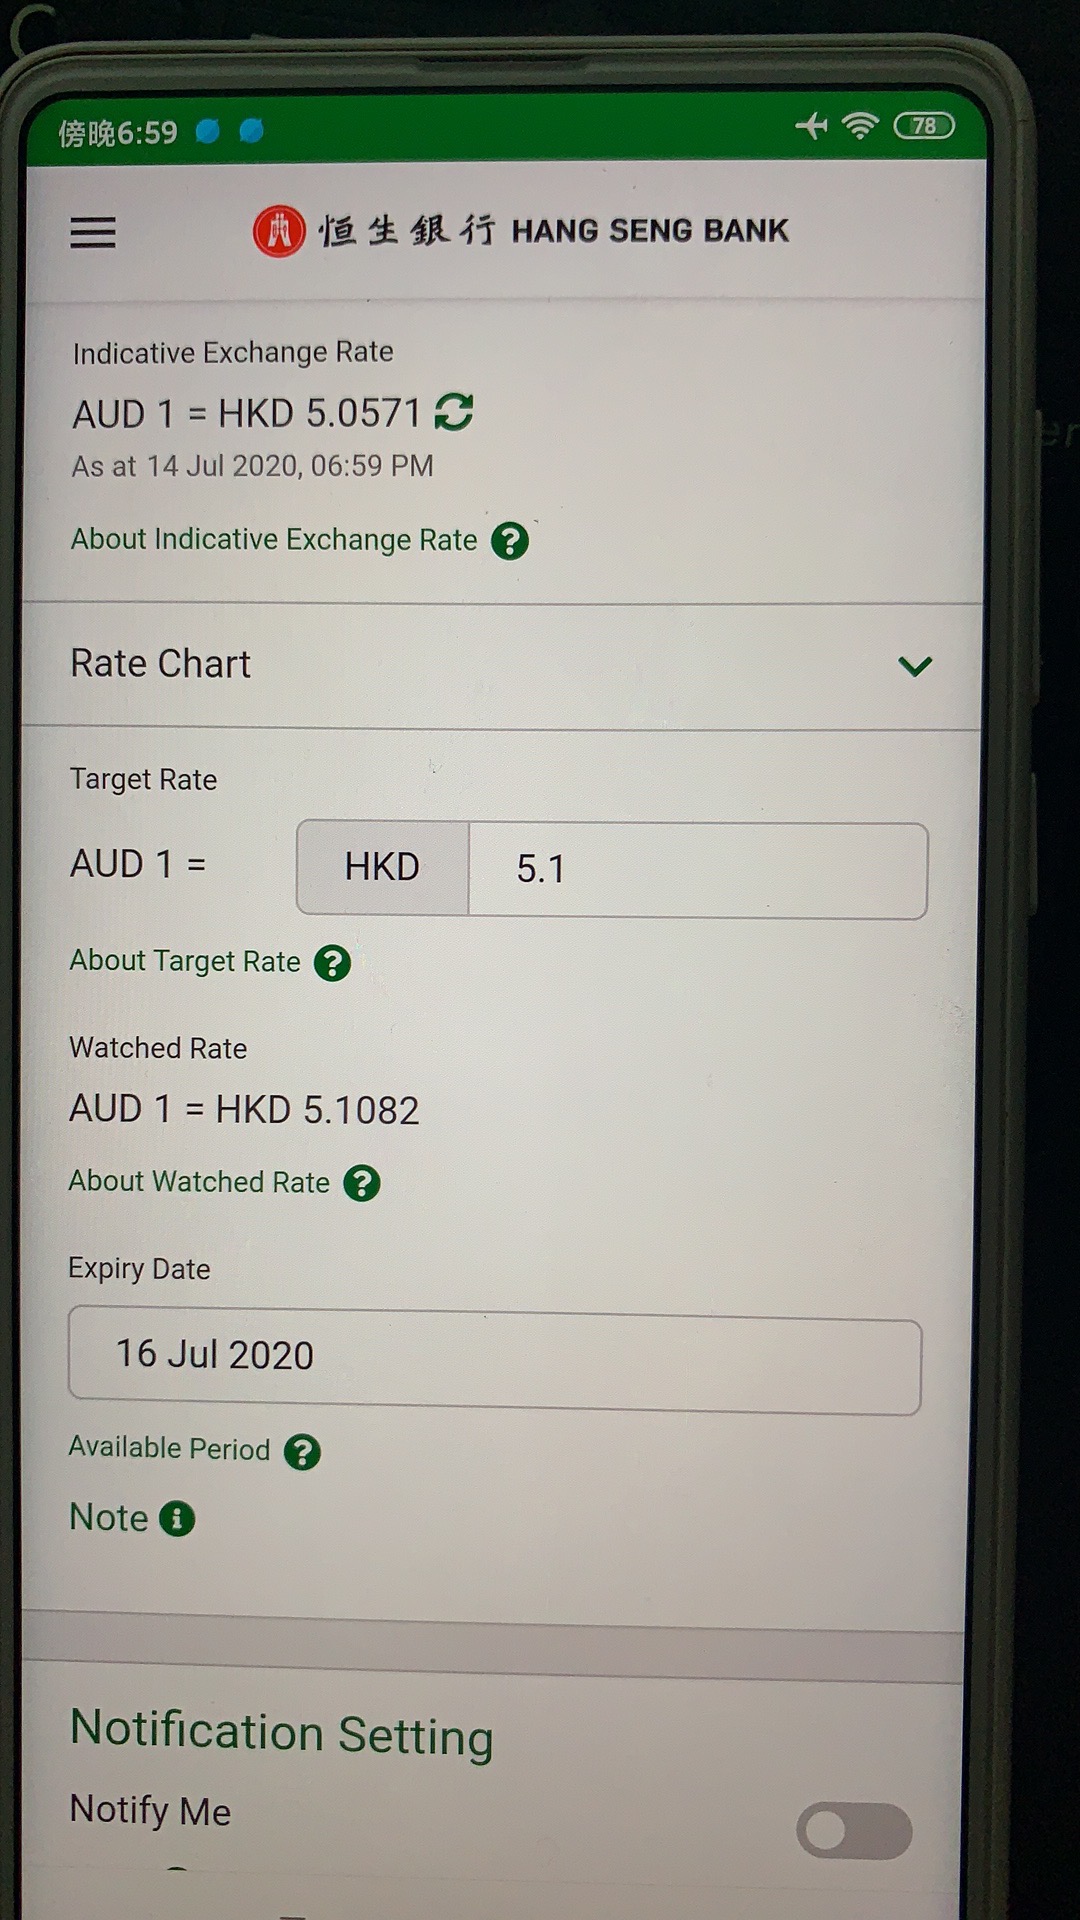 傍晚6:59
78
恒生銀行 HANG SENG BANK
Indicative Exchange Rate
AUD 1 = HKD 5.0571
As at 14 Jul 2020, 06:59 PM
About Indicative Exchange Rate ?
Rate Chart
Target Rate
AUD 1 = HKD 5.1
About Target Rate ?
Watched Rate
AUD 1 = HKD 5.1082
About Watched Rate ?
Expiry Date
16 Jul 2020
Available Period ?
Note i
Notification Setting
Notify Me